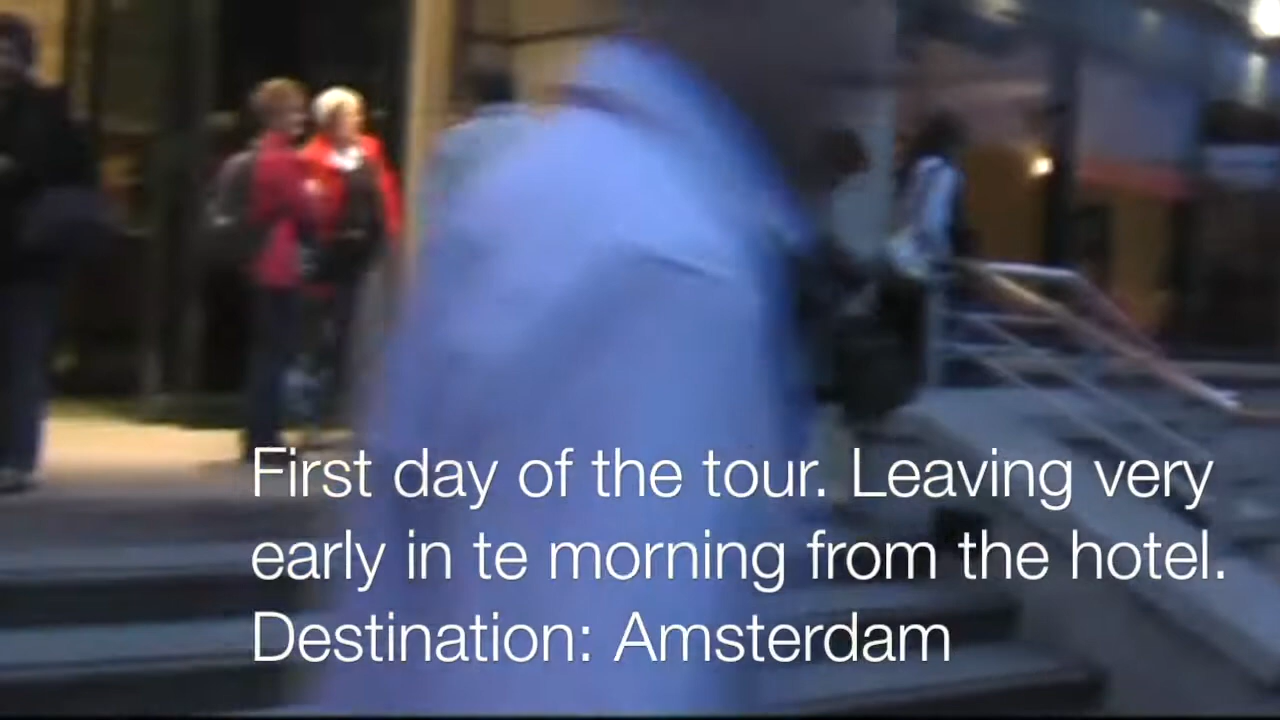 First day of the tour. Leaving very
early in te morning from the hotel.
Destination: Amsterdam